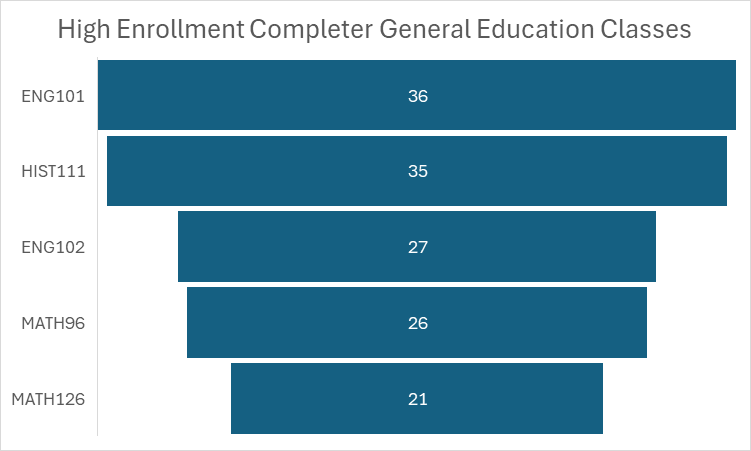 High Enrollment Completer General Education Classes
ENG101 36
HIST111 35
ENG102 27
MATH96 26
MATH126 21